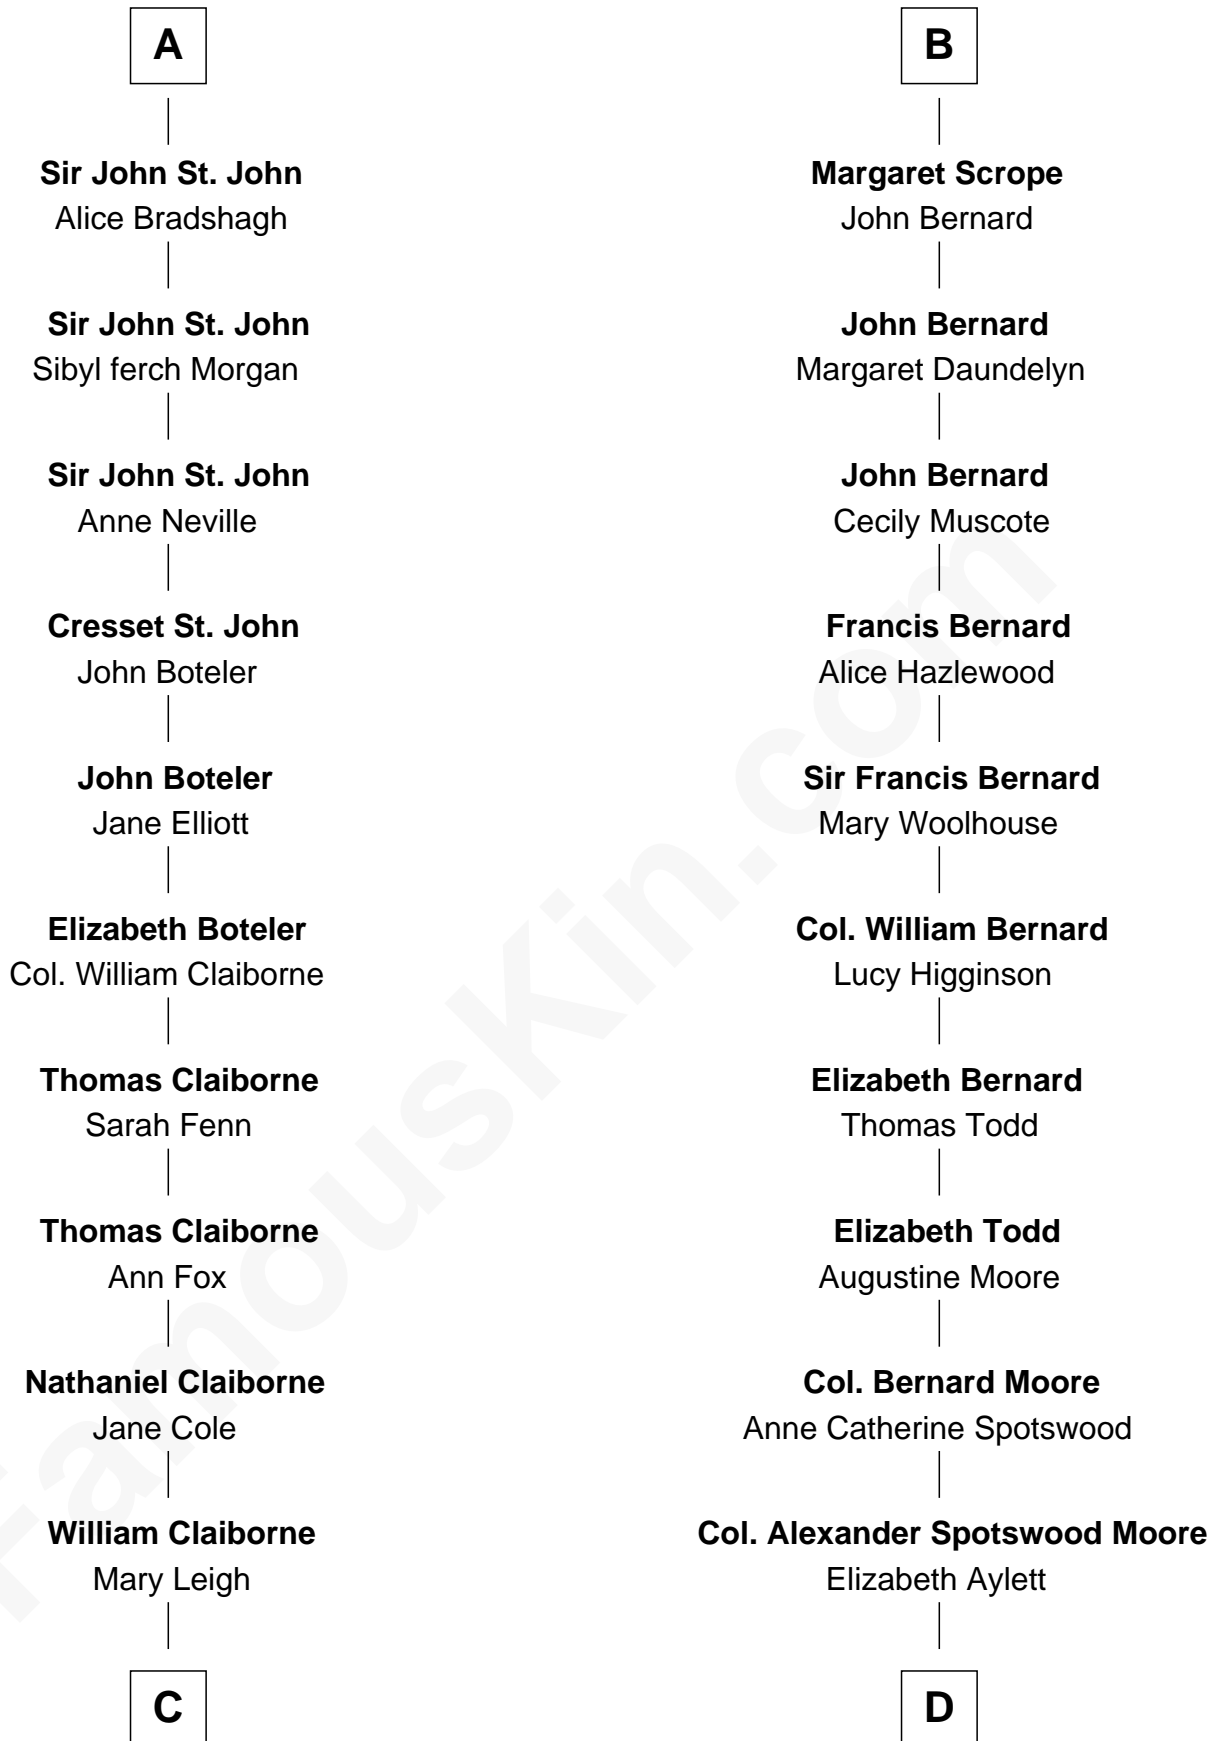 A
Sir John St. John
Alice Bradshagh
Sir John St. John
Sibyl ferch Morgan
Sir John St. John
Anne Neville
Cresset St. John
John Boteler
John Boteler
Jane Elliott
Elizabeth Boteler
Col. William Claiborne
Thomas Claiborne
Sarah Fenn
Thomas Claiborne
Ann Fox
Nathaniel Claiborne
Jane Cole
William Claiborne
Mary Leigh
C
B
Margaret Scrope
John Bernard
John Bernard
Margaret Daundelyn
John Bernard
Cecily Muscote
Francis Bernard
Alice Hazlewood
Sir Francis Bernard
Mary Woolhouse
Col. William Bernard
Lucy Higginson
Elizabeth Bernard
Thomas Todd
Elizabeth Todd
Augustine Moore
Col. Bernard Moore
Anne Catherine Spotswood
Col. Alexander Spotswood Moore
Elizabeth Aylett
D
FamousKin.com